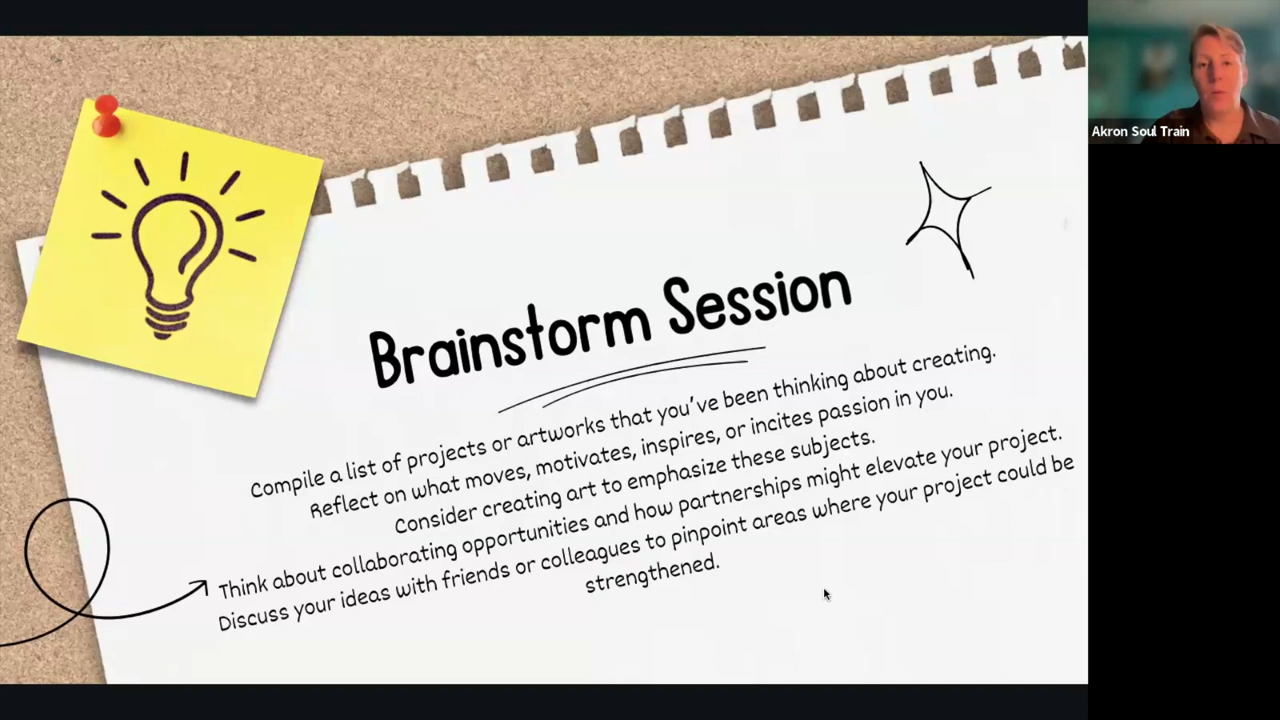 Akron Soul Train
Brainstorm Session
Compile a list of projects or artworks that you've been thinking about creating.
Reflect on what moves, motivates, inspires, or incites passion in you.
Consider creating art to emphasize these subjects.
Think about collaborating opportunities and how partnerships might elevate your project.
Discuss your ideas with friends or colleagues to pinpoint areas where your project could be
strengthened.